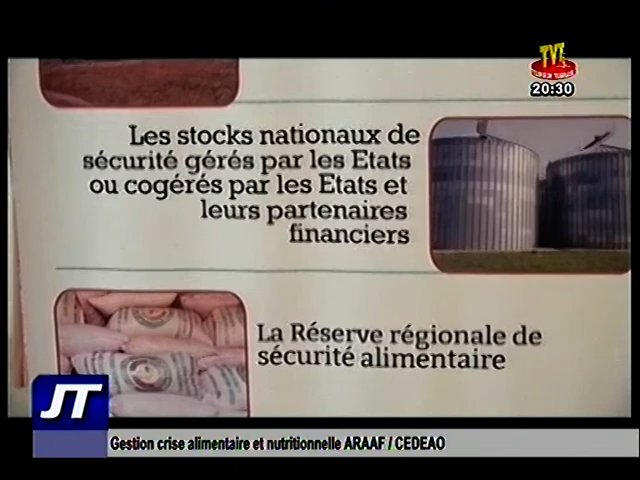 TVT
20:30
Les stocks nationaux de
sécurité gérés par les Etats
ou cogérés par les Etats et
leurs partenaires
financiers
La Réserve régionale de
sécurité alimentaire
JT
Gestion crise alimentaire et nutritionnelle ARAAF / CEDEAO